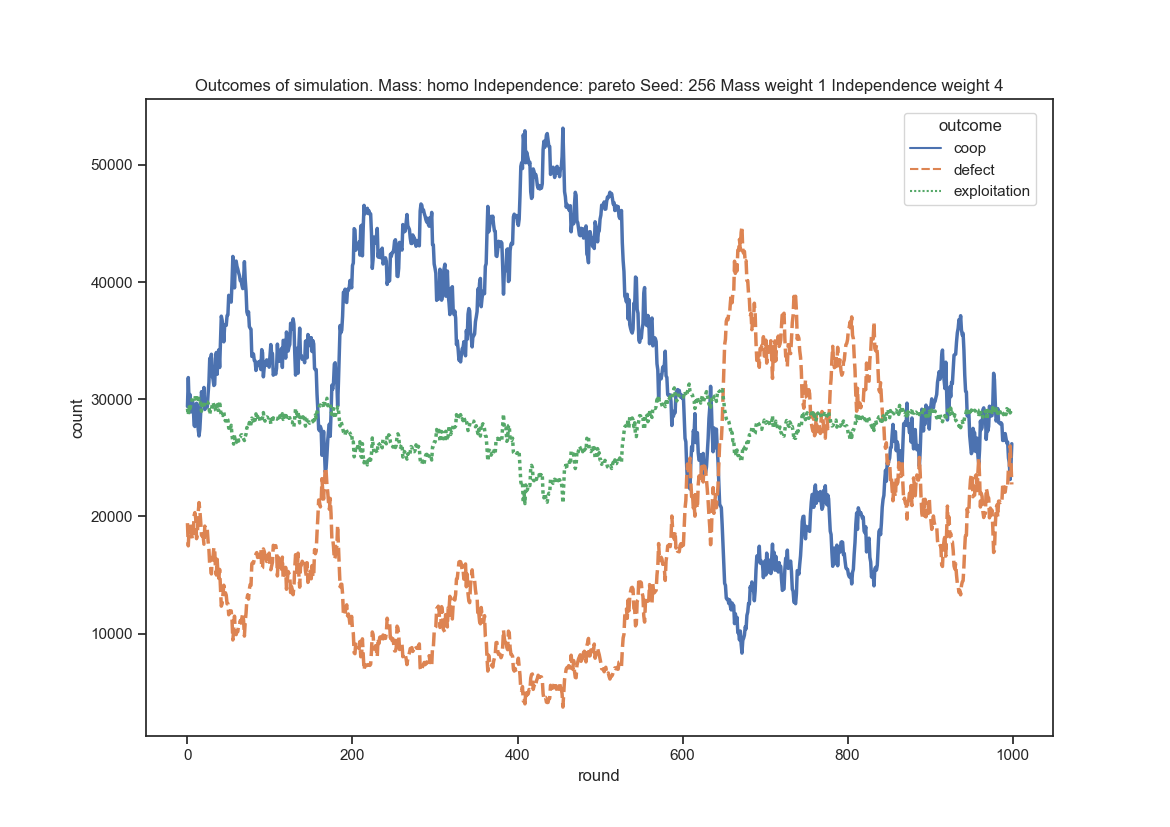 Outcomes of simulation. Mass: homo Independence: pareto Seed: 256 Mass weight 1 Independence weight 4
outcome
coop
defect
exploitation
count
50000
40000
30000
20000
10000
0
200
400
600
800
1000
round